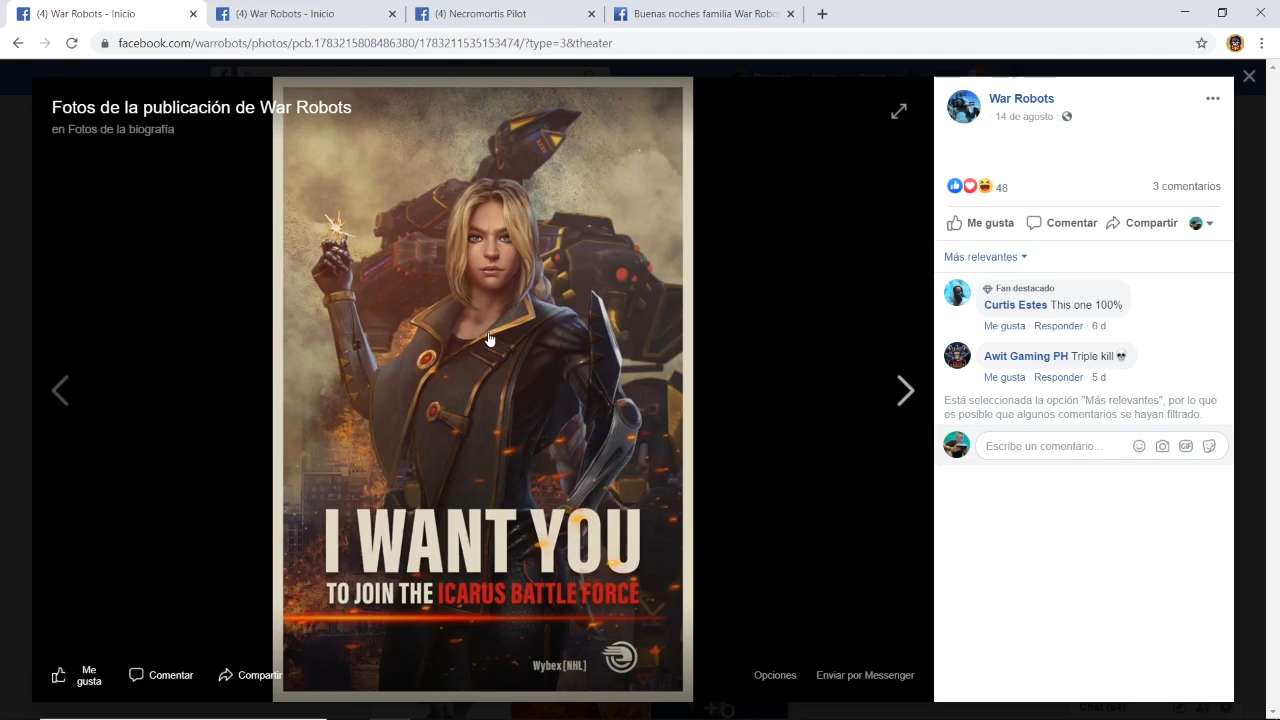 (4) War Robots - Inicio
(4) War Robots - Inicio
(4) Necromortis Pilot
Buenas noches familia War Robo
facebook.com/warrobots/photos/pcb.1783215808486380/1783211535153474/?type=3&theater
Fotos de la publicación de War Robots
en Fotos de la biografía
I WANT YOU
TO JOIN THE ICARUS BATTLE FORCE
Wybex[NHL]
Me gusta
Comentar
Compartir
Opciones
Enviar por Messenger
War Robots
· 14 de agosto ·
48
3 comentarios
Me gusta
Comentar
Compartir
Más relevantes
Fan destacado
Curtis Estes This one 100%
Me gusta · Responder · 6 d
Awit Gaming PH Triple kill
Me gusta · Responder · 5 d
Está seleccionada la opción "Más relevantes", por lo que
es posible que algunos comentarios se hayan filtrado.
Escribe un comentario...
GIF
+6
Chat (84)